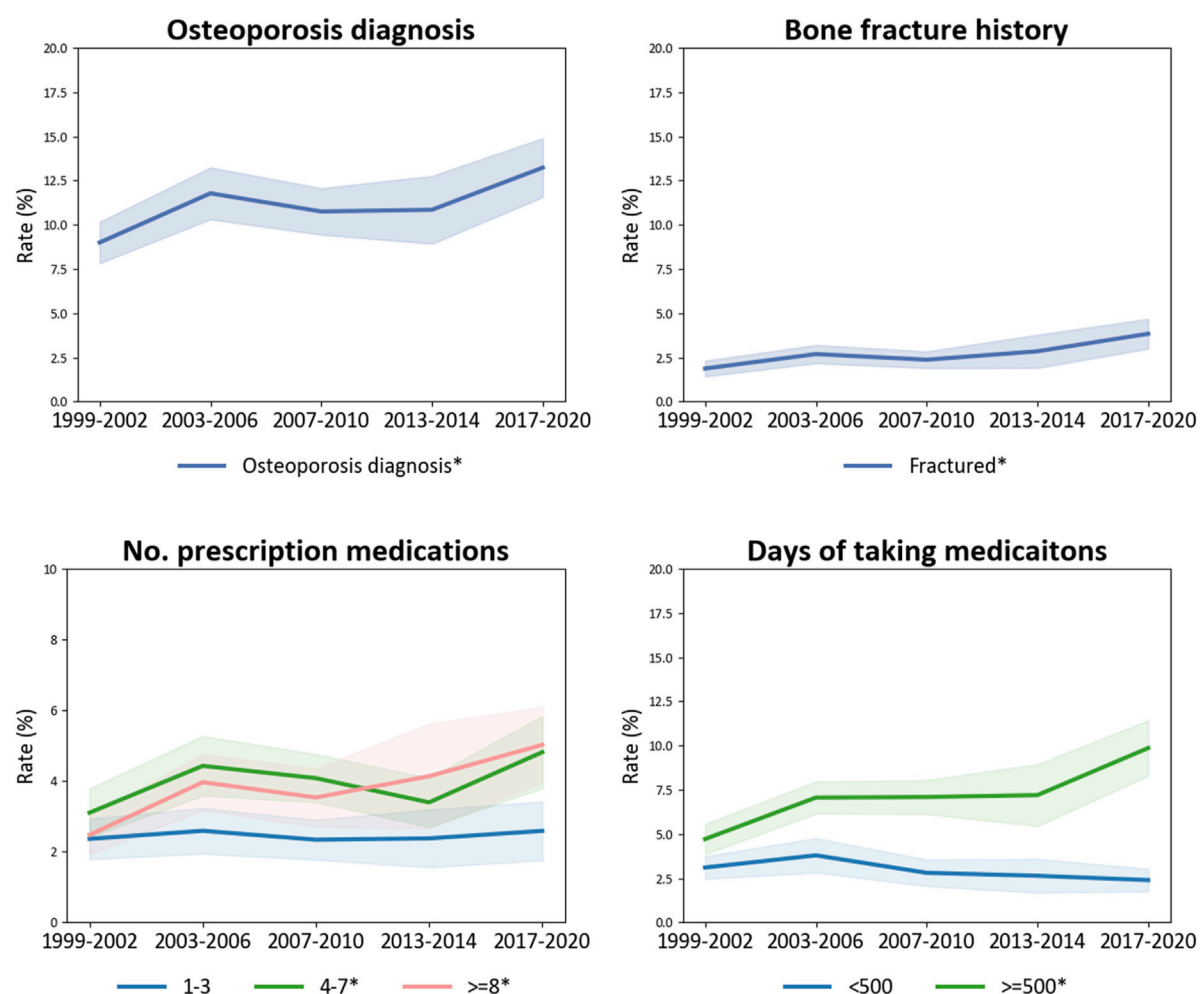 Osteoporosis diagnosis
Rate (%)
20.0
17.5
15.0
12.5
10.0
7.5
5.0
2.5
0.0
1999-2002 2003-2006 2007-2010 2013-2014 2017-2020
Osteoporosis diagnosis*
Bone fracture history
Rate (%)
20.0
17.5
15.0
12.5
10.0
7.5
5.0
2.5
0.0
1999-2002 2003-2006 2007-2010 2013-2014 2017-2020
Fractured*
No. prescription medications
Rate (%)
10
8
6
4
2
0
1999-2002 2003-2006 2007-2010 2013-2014 2017-2020
1-3 4-7* >=8*
Days of taking medicaitons
Rate (%)
20.0
17.5
15.0
12.5
10.0
7.5
5.0
2.5
0.0
1999-2002 2003-2006 2007-2010 2013-2014 2017-2020
<500 >=500*